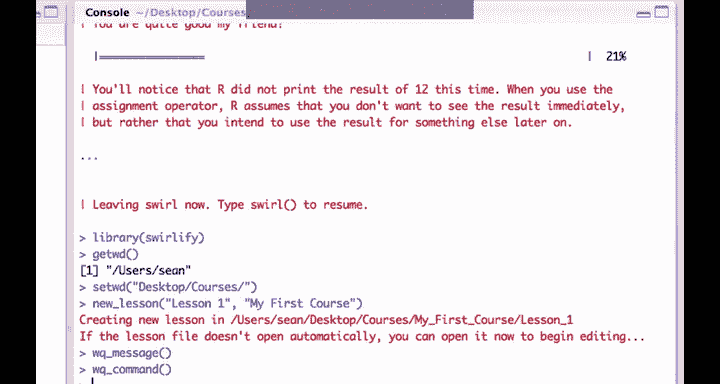 Console ~/Desktop/Courses
| You are quite good my friend!
| 21%
| You'll notice that R did not print the result of 12 this time. When you use the
| assignment operator, R assumes that you don't want to see the result immediately,
| but rather that you intend to use the result for something else later on.
...
| Leaving swirl now. Type swirl() to resume.
> library(swirlify)
> getwd()
[1] "/Users/sean"
> setwd("Desktop/Courses/")
> new_lesson("Lesson 1", "My First Course")
Creating new lesson in /Users/sean/Desktop/Courses/My_First_Course/Lesson_1
If the lesson file doesn't open automatically, you can open it now to begin editing...
> wq_message()
> wq_command()
>